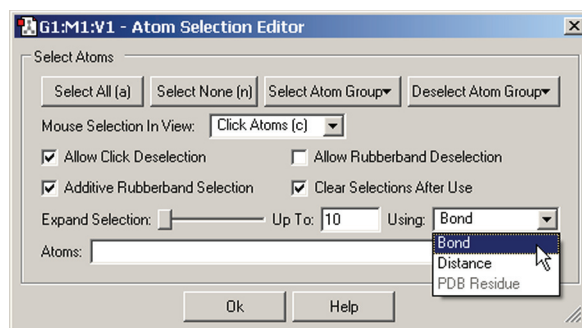 G1:M1:V1 - Atom Selection Editor
Select Atoms
Select All (a) Select None (n) Select Atom Group Deselect Atom Group
Mouse Selection In View: Click Atoms (c)
Allow Click Deselection Allow Rubberband Deselection
Additive Rubberband Selection Clear Selections After Use
Expand Selection: Up To: 10 Using: Bond
Bond
Atoms:
Distance
PDB Residue
Ok Help